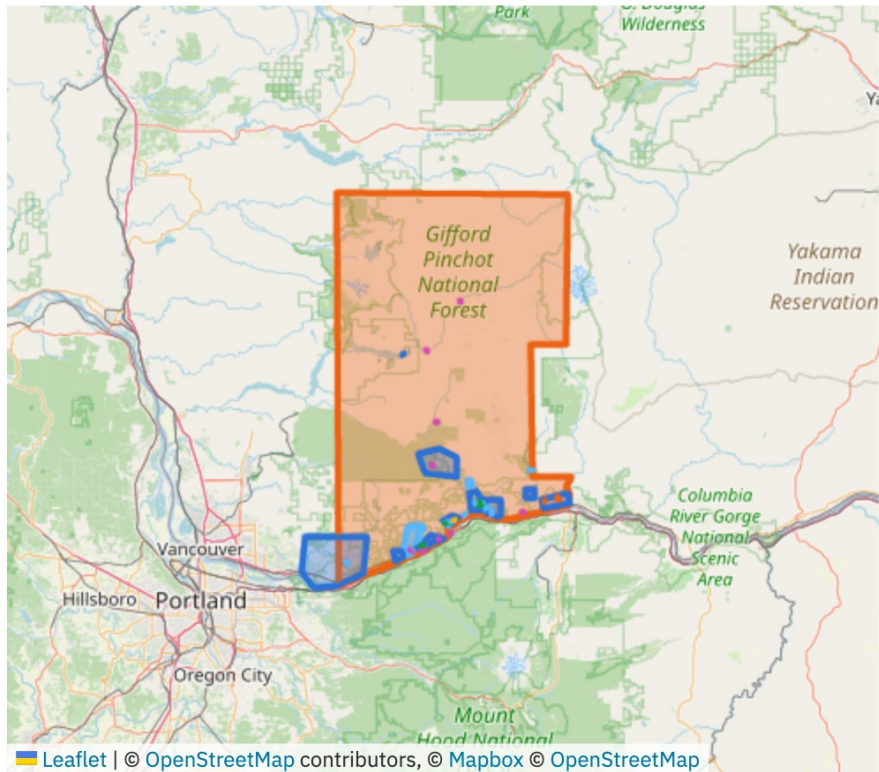 Park
Wilderness
Gifford
Pinchot
National
Forest
Yakama
Indian
Reservation
Columbia
River Gorge
National
Scenic
Area
Vancouver
Hillsboro
Portland
Oregon City
Mount
Hood National
Leaflet | © OpenStreetMap contributors, © Mapbox © OpenStreetMap